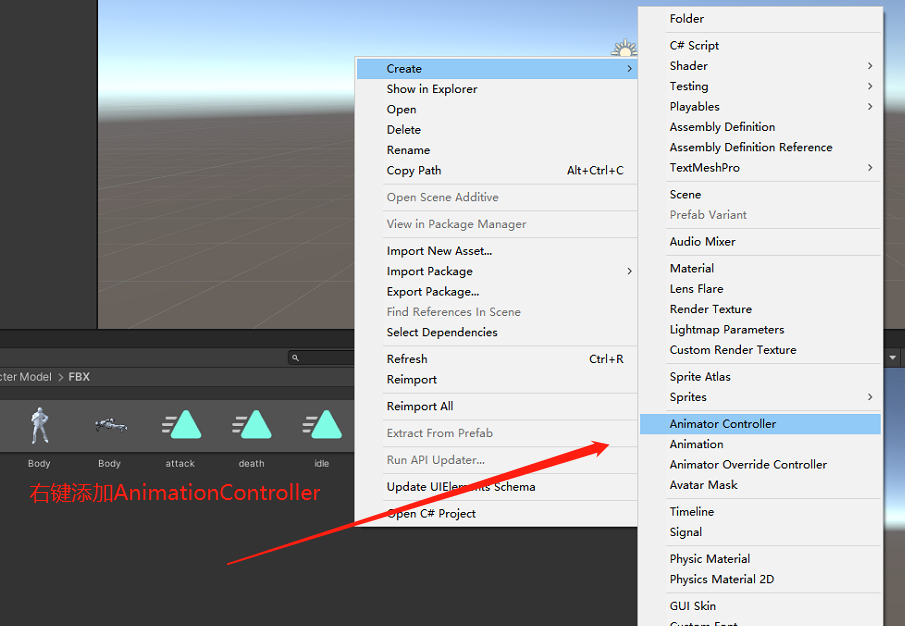 Create
Show in Explorer
Open
Delete
Rename
Copy Path Alt+Ctrl+C
Open Scene Additive
View in Package Manager
Import New Asset...
Import Package
Export Package...
Find References In Scene
Select Dependencies
Refresh Ctrl+R
Reimport
Reimport All
Extract From Prefab
Run API Updater...
Update UIElements Schema
Open C# Project
Folder
C# Script
Shader
Testing
Playables
Assembly Definition
Assembly Definition Reference
TextMeshPro
Scene
Prefab Variant
Audio Mixer
Material
Lens Flare
Render Texture
Lightmap Parameters
Custom Render Texture
Sprite Atlas
Sprites
Animator Controller
Animation
Animator Override Controller
Avatar Mask
Timeline
Signal
Physic Material
Physics Material 2D
GUI Skin
Custom Font
cter Model > FBX
Body Body attack death idle
右键添加AnimationController